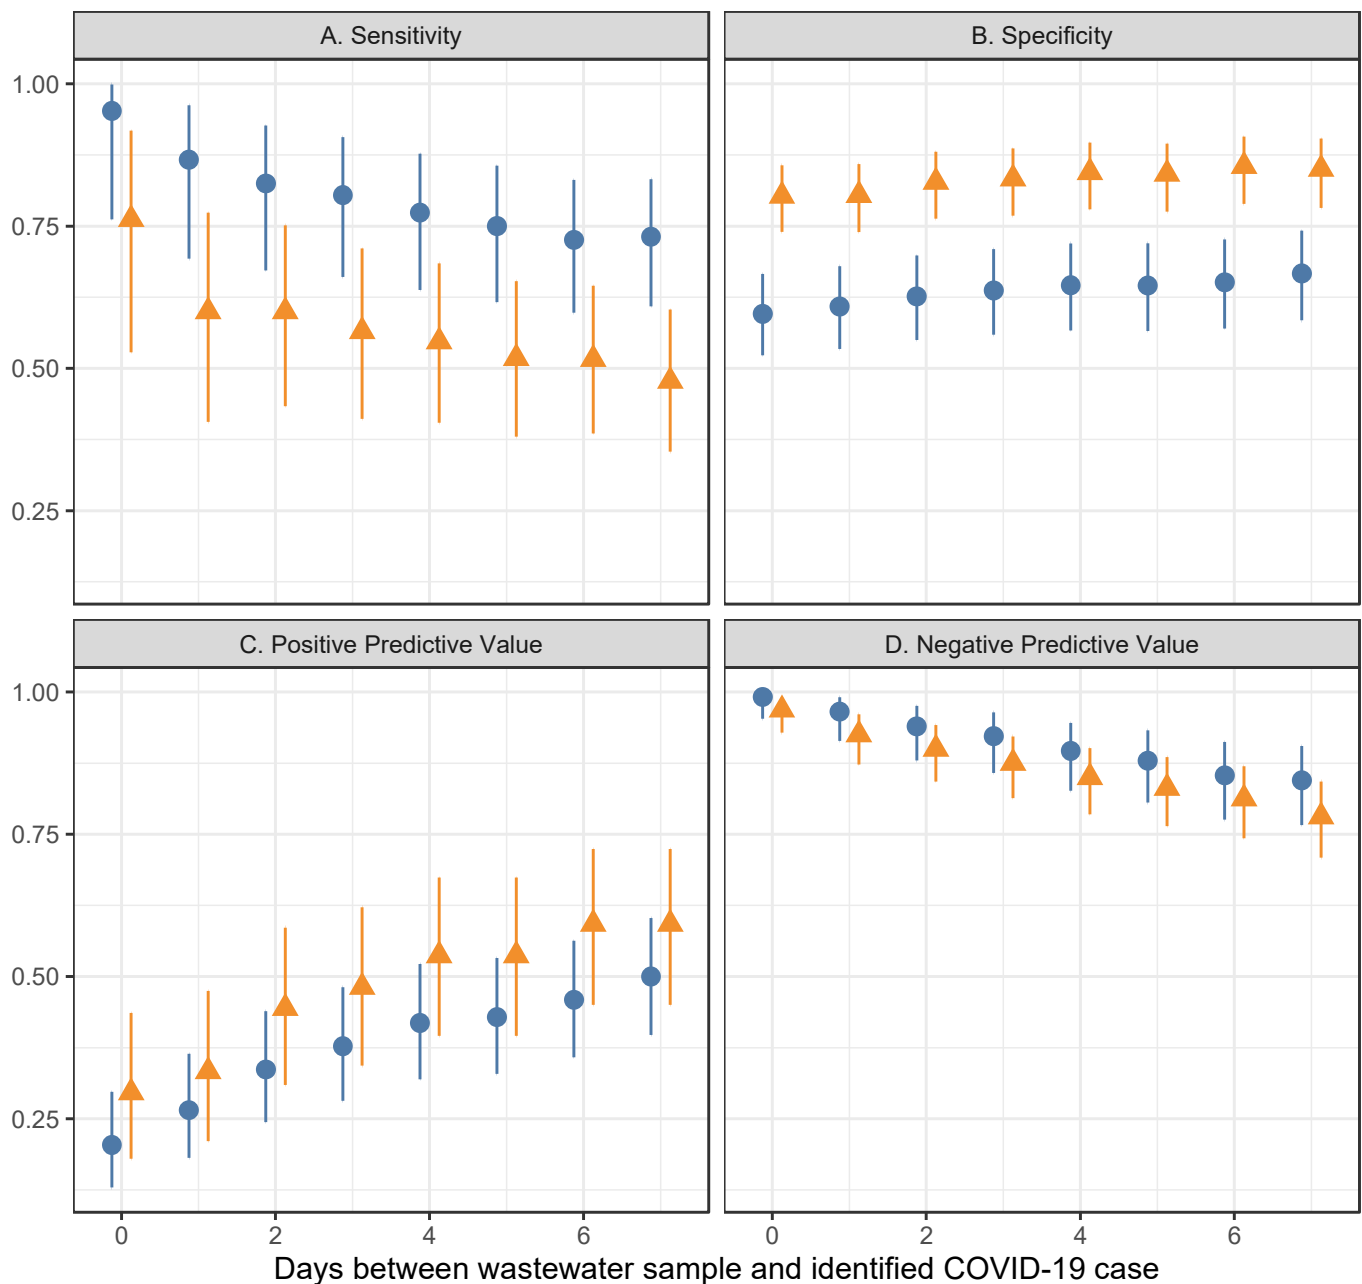 A. Sensitivity
B. Specificity
1.00
0.75
0.50
0.25
C. Positive Predictive Value
D. Negative Predictive Value
1.00
0.75
0.50
0.25
0 2 4 6
0 2 4 6
Days between wastewater sample and identified COVID-19 case